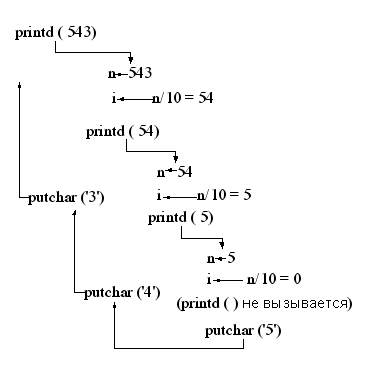 printd ( 543)
n 543
i n/ 10 = 54
printd ( 54)
n 54
i n/ 10 = 5
putchar ('3')
printd ( 5)
n 5
i n/ 10 = 0
putchar ('4') (printd ( ) не вызывается)
putchar ('5')